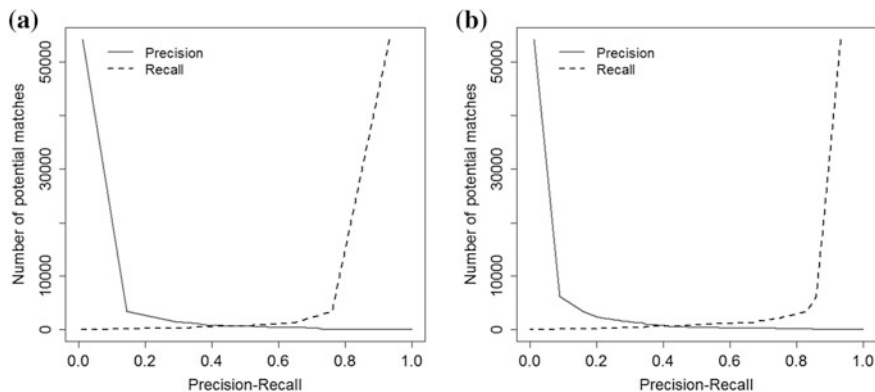 (a)
Precision
Recall
Number of potential matches
50000
30000
10000
0
0.0 0.2 0.4 0.6 0.8 1.0
Precision-Recall
(b)
Precision
Recall
Number of potential matches
50000
30000
10000
0
0.0 0.2 0.4 0.6 0.8 1.0
Precision-Recall